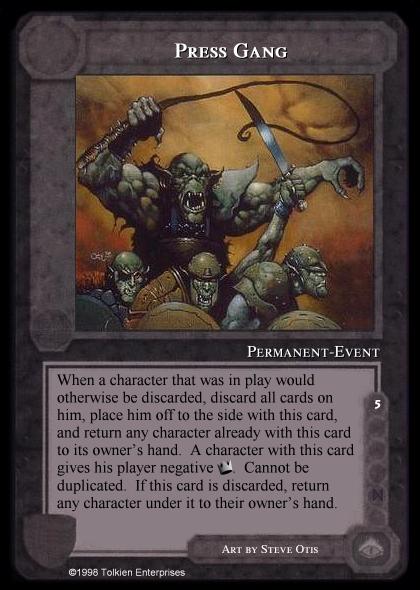 PRESS GANG
PERMANENT-EVENT
When a character that was in play would
otherwise be discarded, discard all cards on
him, place him off to the side with this card,
and return any character already with this card
to its owner's hand. A character with this card
gives his player negative . Cannot be
duplicated. If this card is discarded, return
any character under it to their owner's hand.
5
N
ART BY STEVE OTIS
©1998 Tolkien Enterprises